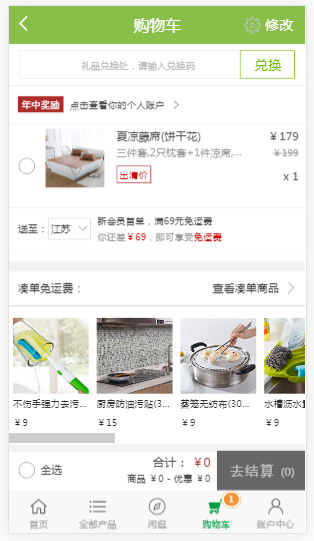 购物车
修改
礼品兑换处，请输入兑换码
兑换
年中奖励 点击查看你的个人账户
夏凉藤席(饼干花) ¥179
三件套,2只枕套+1件凉席,... ¥199
出清价 x 1
送至： 江苏
新会员首单，满69元免运费
你还差¥69，即可享受免运费
凑单免运费： 查看凑单商品
不伤手强力去污... 厨房防油污贴(3... 蒸笼无纺布(30... 水槽沥水
¥9 ¥15 ¥9 ¥9
全选 合计：¥0
商品 ¥0 - 优惠 ¥0
去结算 (0)
1
首页 全部产品 闲逛 购物车 账户中心